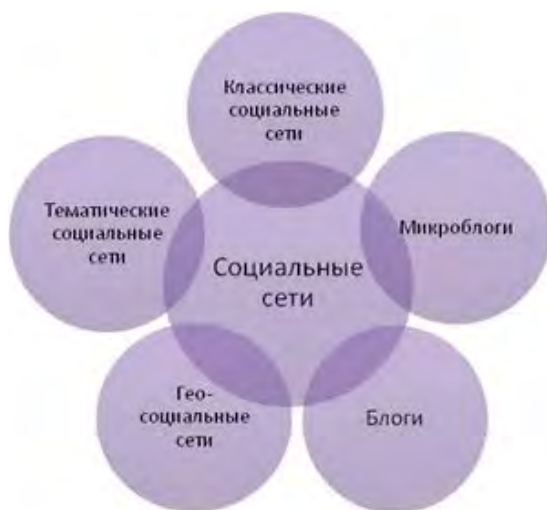 Классические
социальные
сети
Тематические
социальные
сети
Микроблоги
Социальные
сети
Гео-
социальные
сети
Блоги